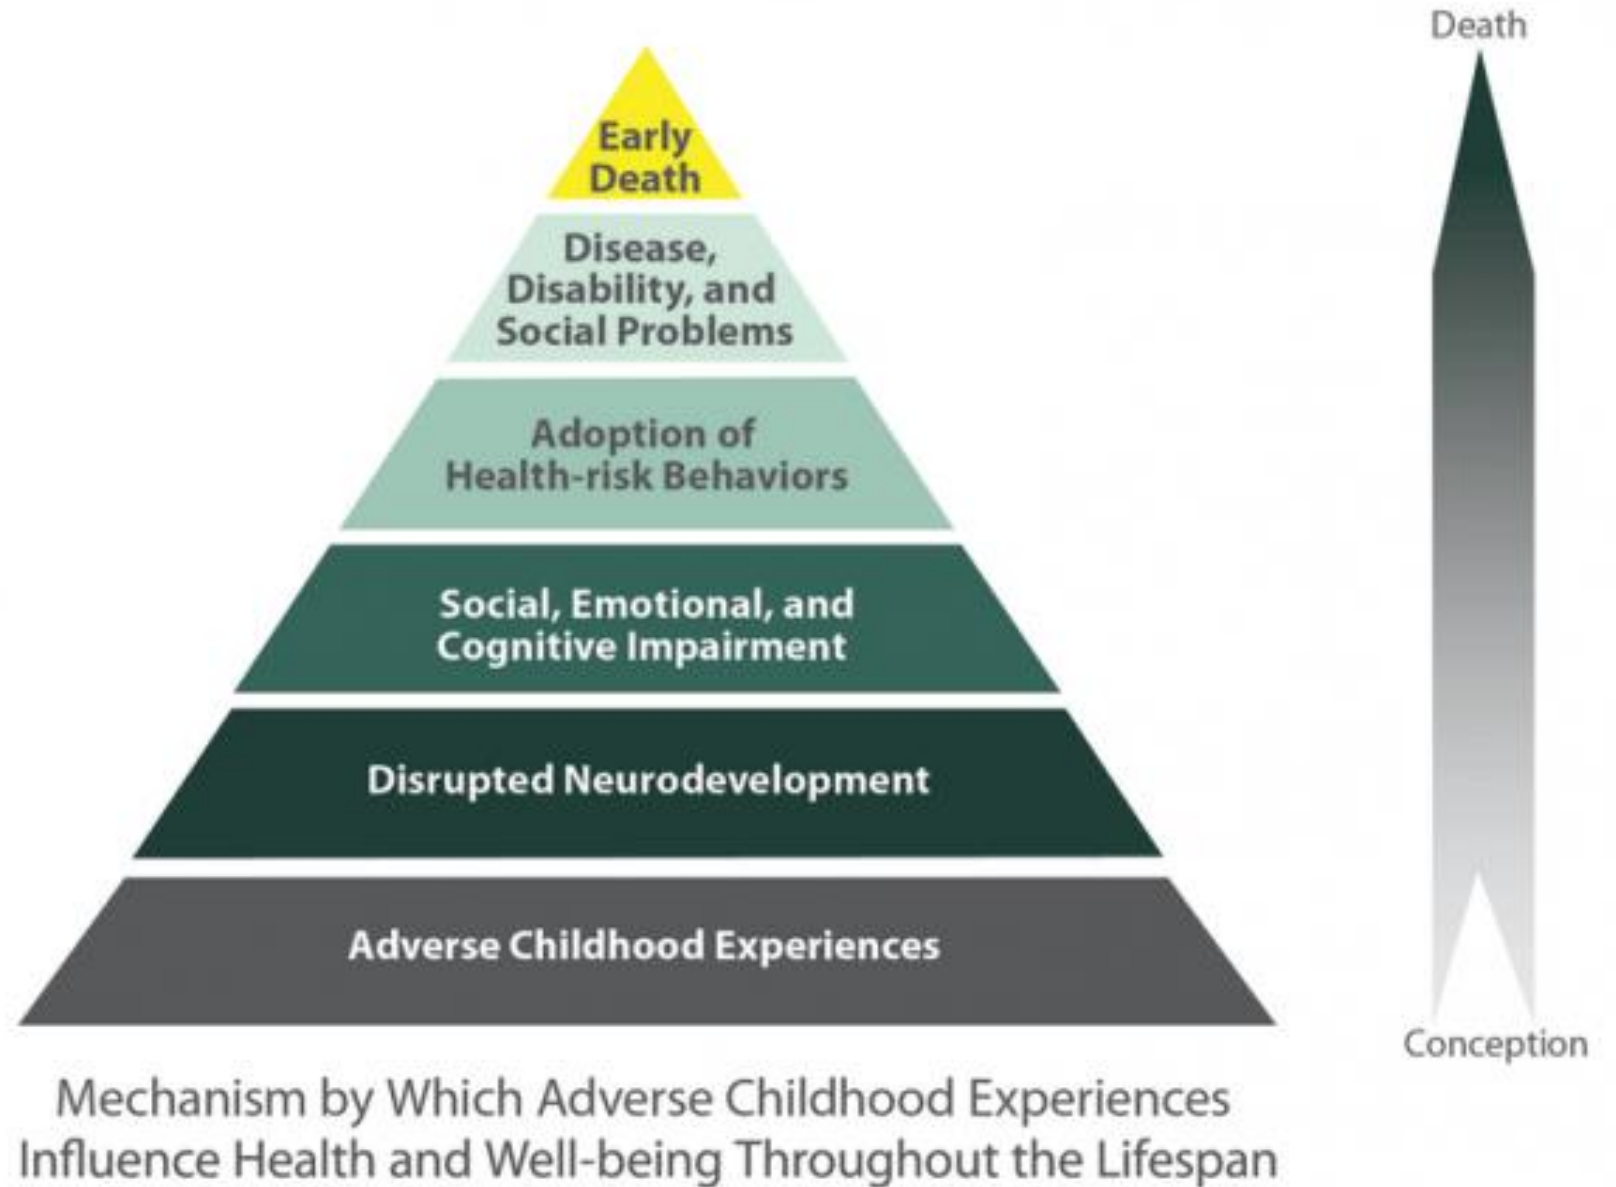 Death
Early
Death
Disease,
Disability, and
Social Problems
Adoption of
Health-risk Behaviors
Social, Emotional, and
Cognitive Impairment
Disrupted Neurodevelopment
Adverse Childhood Experiences
Conception
Mechanism by Which Adverse Childhood Experiences
Influence Health and Well-being Throughout the Lifespan